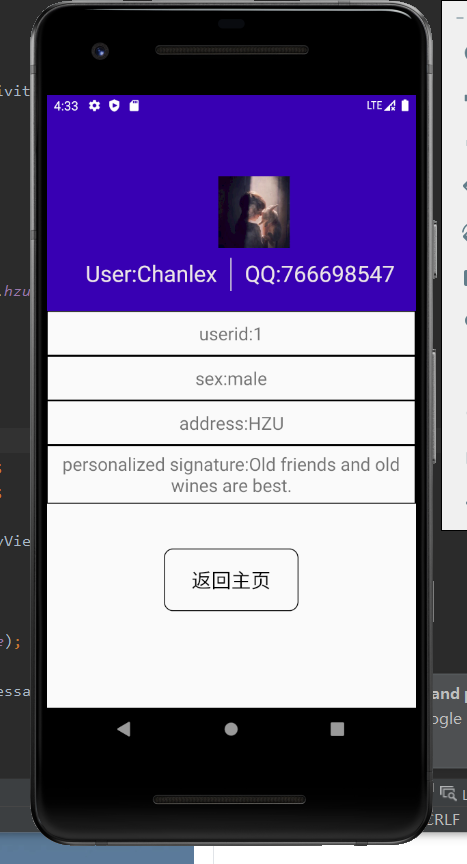 4:33
LTE
User:Chanlex
QQ:766698547
userid:1
sex:male
address:HZU
personalized signature:Old friends and old
wines are best.
返回主页
ivit
.hzu
yVie
e);
essa
and
ogle
CRLF